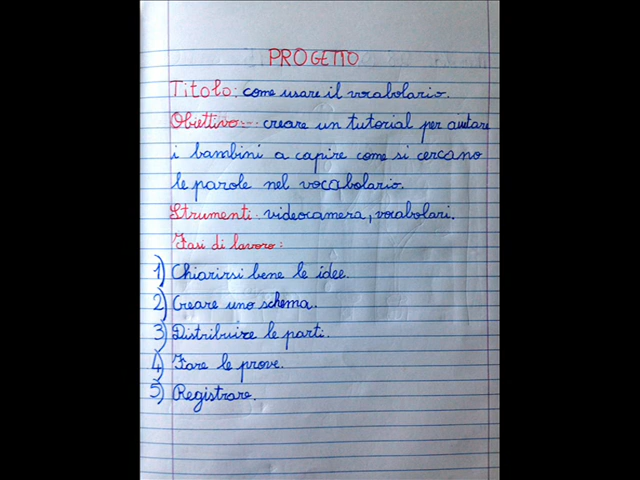 PROGETTO
Titolo: come usare il vocabolario.
Obiettivo: creare un tutorial per aiutare
i bambini a capire come si cercano
le parole nel vocabolario.
Strumenti: videocamera, vocabolari.
Fasi di lavoro:
1) Chiarirsi bene le idee.
2) Creare uno schema.
3) Distribuire le parti.
4) Fare le prove.
5) Registrare.